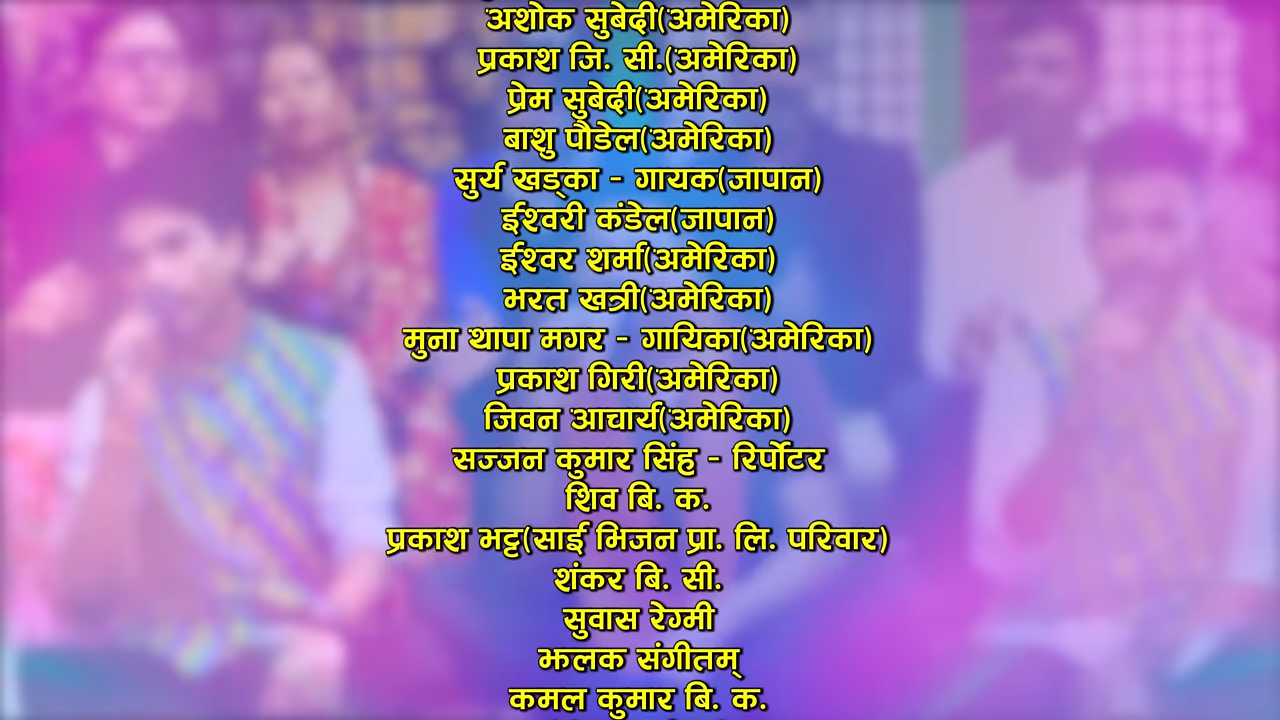 अशोक सुबेदी(अमेरिका)
प्रकाश जि. सी.(अमेरिका)
प्रेम सुबेदी(अमेरिका)
बाशु पौडेल(अमेरिका)
सुर्य खड्का - गायक(जापान)
ईश्वरी कंडेल(जापान)
ईश्वर शर्मा(अमेरिका)
भरत खत्री(अमेरिका)
मुना थापा मगर - गायिका(अमेरिका)
प्रकाश गिरी(अमेरिका)
जिवन आचार्य(अमेरिका)
सज्जन कुमार सिंह - रिर्पोटर
शिव बि. क.
प्रकाश भट्ट(साई भिजन प्रा. लि. परिवार)
शंकर बि. सी.
सुवास रेग्मी
झलक संगीतम्
कमल कुमार बि. क.